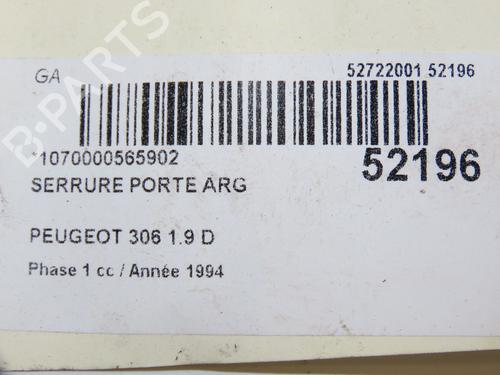 GA
52722001 52196
*1070000565902
52196
SERRURE PORTE ARG
PEUGEOT 306 1.9 D
Phase 1 cc / Année 1994
B-PARTS